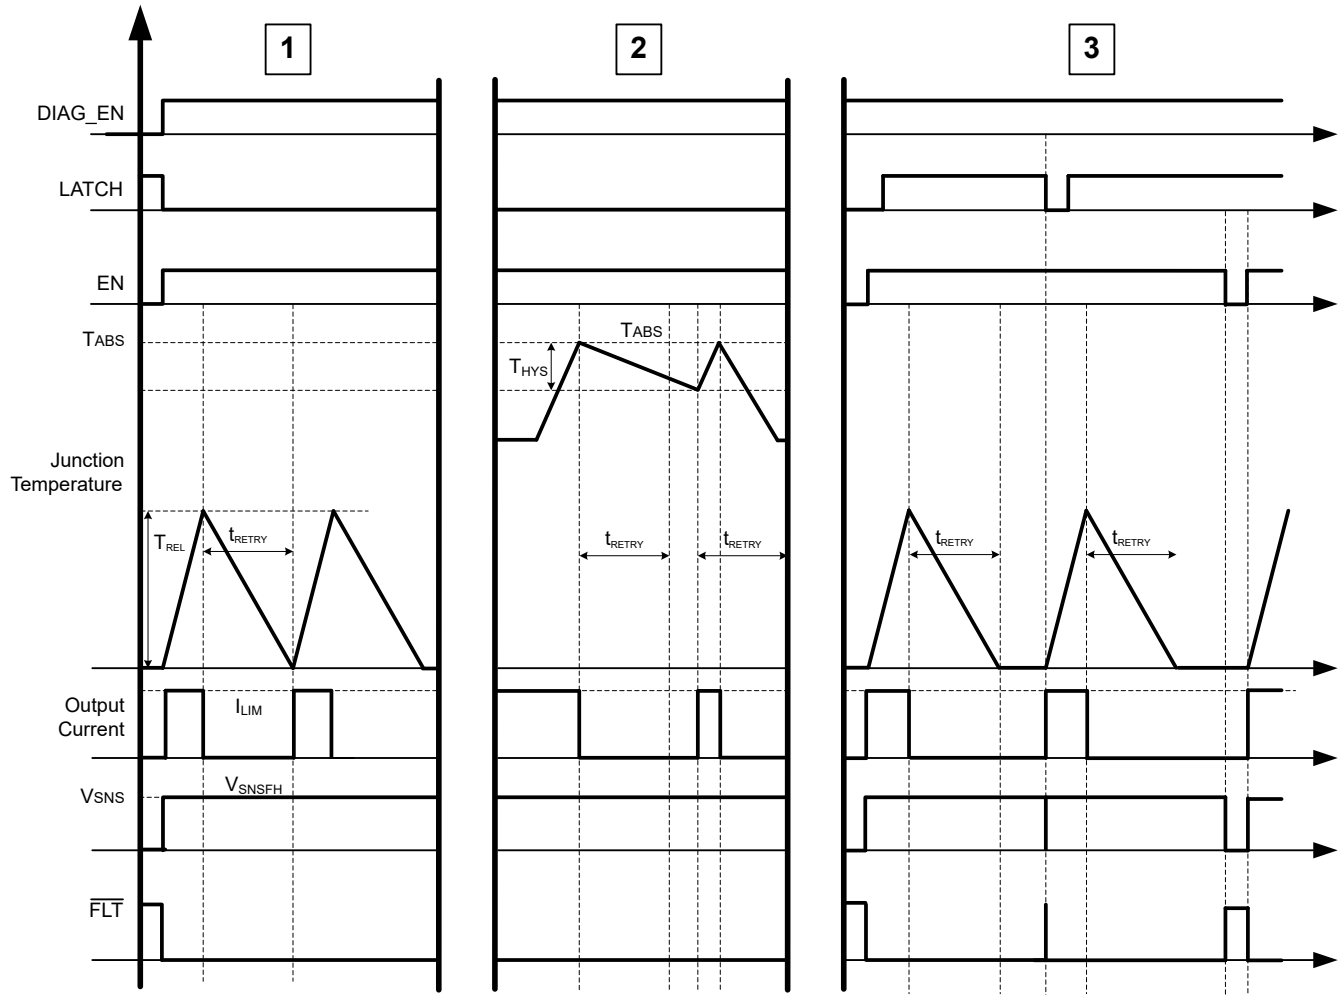 1
2
3
DIAG_EN
LATCH
EN
TABS
TABS
THYS
Junction
Temperature
TREL
tRETRY
tRETRY
tRETRY
tRETRY
tRETRY
Output
Current
ILIM
VSNS
VSNSFH
FLT